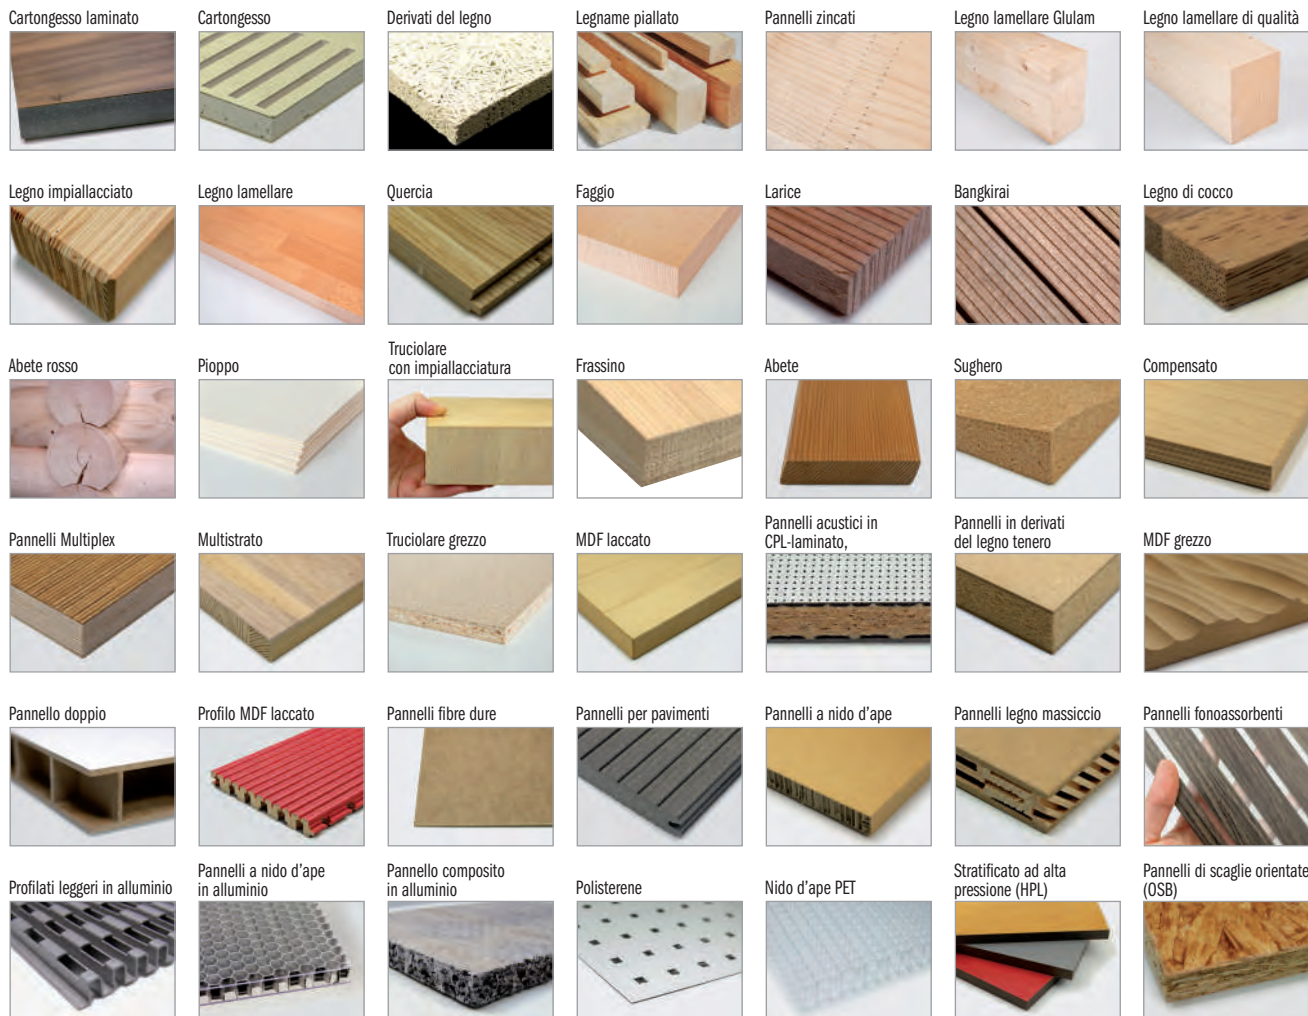 Cartongesso laminato
Cartongesso
Derivati del legno
Legname piallato
Pannelli zincati
Legno lamellare Glulam
Legno lamellare di qualità
Legno impiallacciato
Legno lamellare
Quercia
Faggio
Larice
Bangkirai
Legno di cocco
Abete rosso
Pioppo
Truciolare
con impiallacciatura
Frassino
Abete
Sughero
Compensato
Pannelli Multiplex
Multistrato
Truciolare grezzo
MDF laccato
Pannelli acustici in
CPL-laminato,
Pannelli in derivati
del legno tenero
MDF grezzo
Pannello doppio
Profilo MDF laccato
Pannelli fibre dure
Pannelli per pavimenti
Pannelli a nido d'ape
Pannelli legno massiccio
Pannelli fonoassorbenti
Profilati leggeri in alluminio
Pannelli a nido d'ape
in alluminio
Pannello composito
in alluminio
Polisterene
Nido d'ape PET
Stratificato ad alta
pressione (HPL)
Pannelli di scaglie orientate
(OSB)